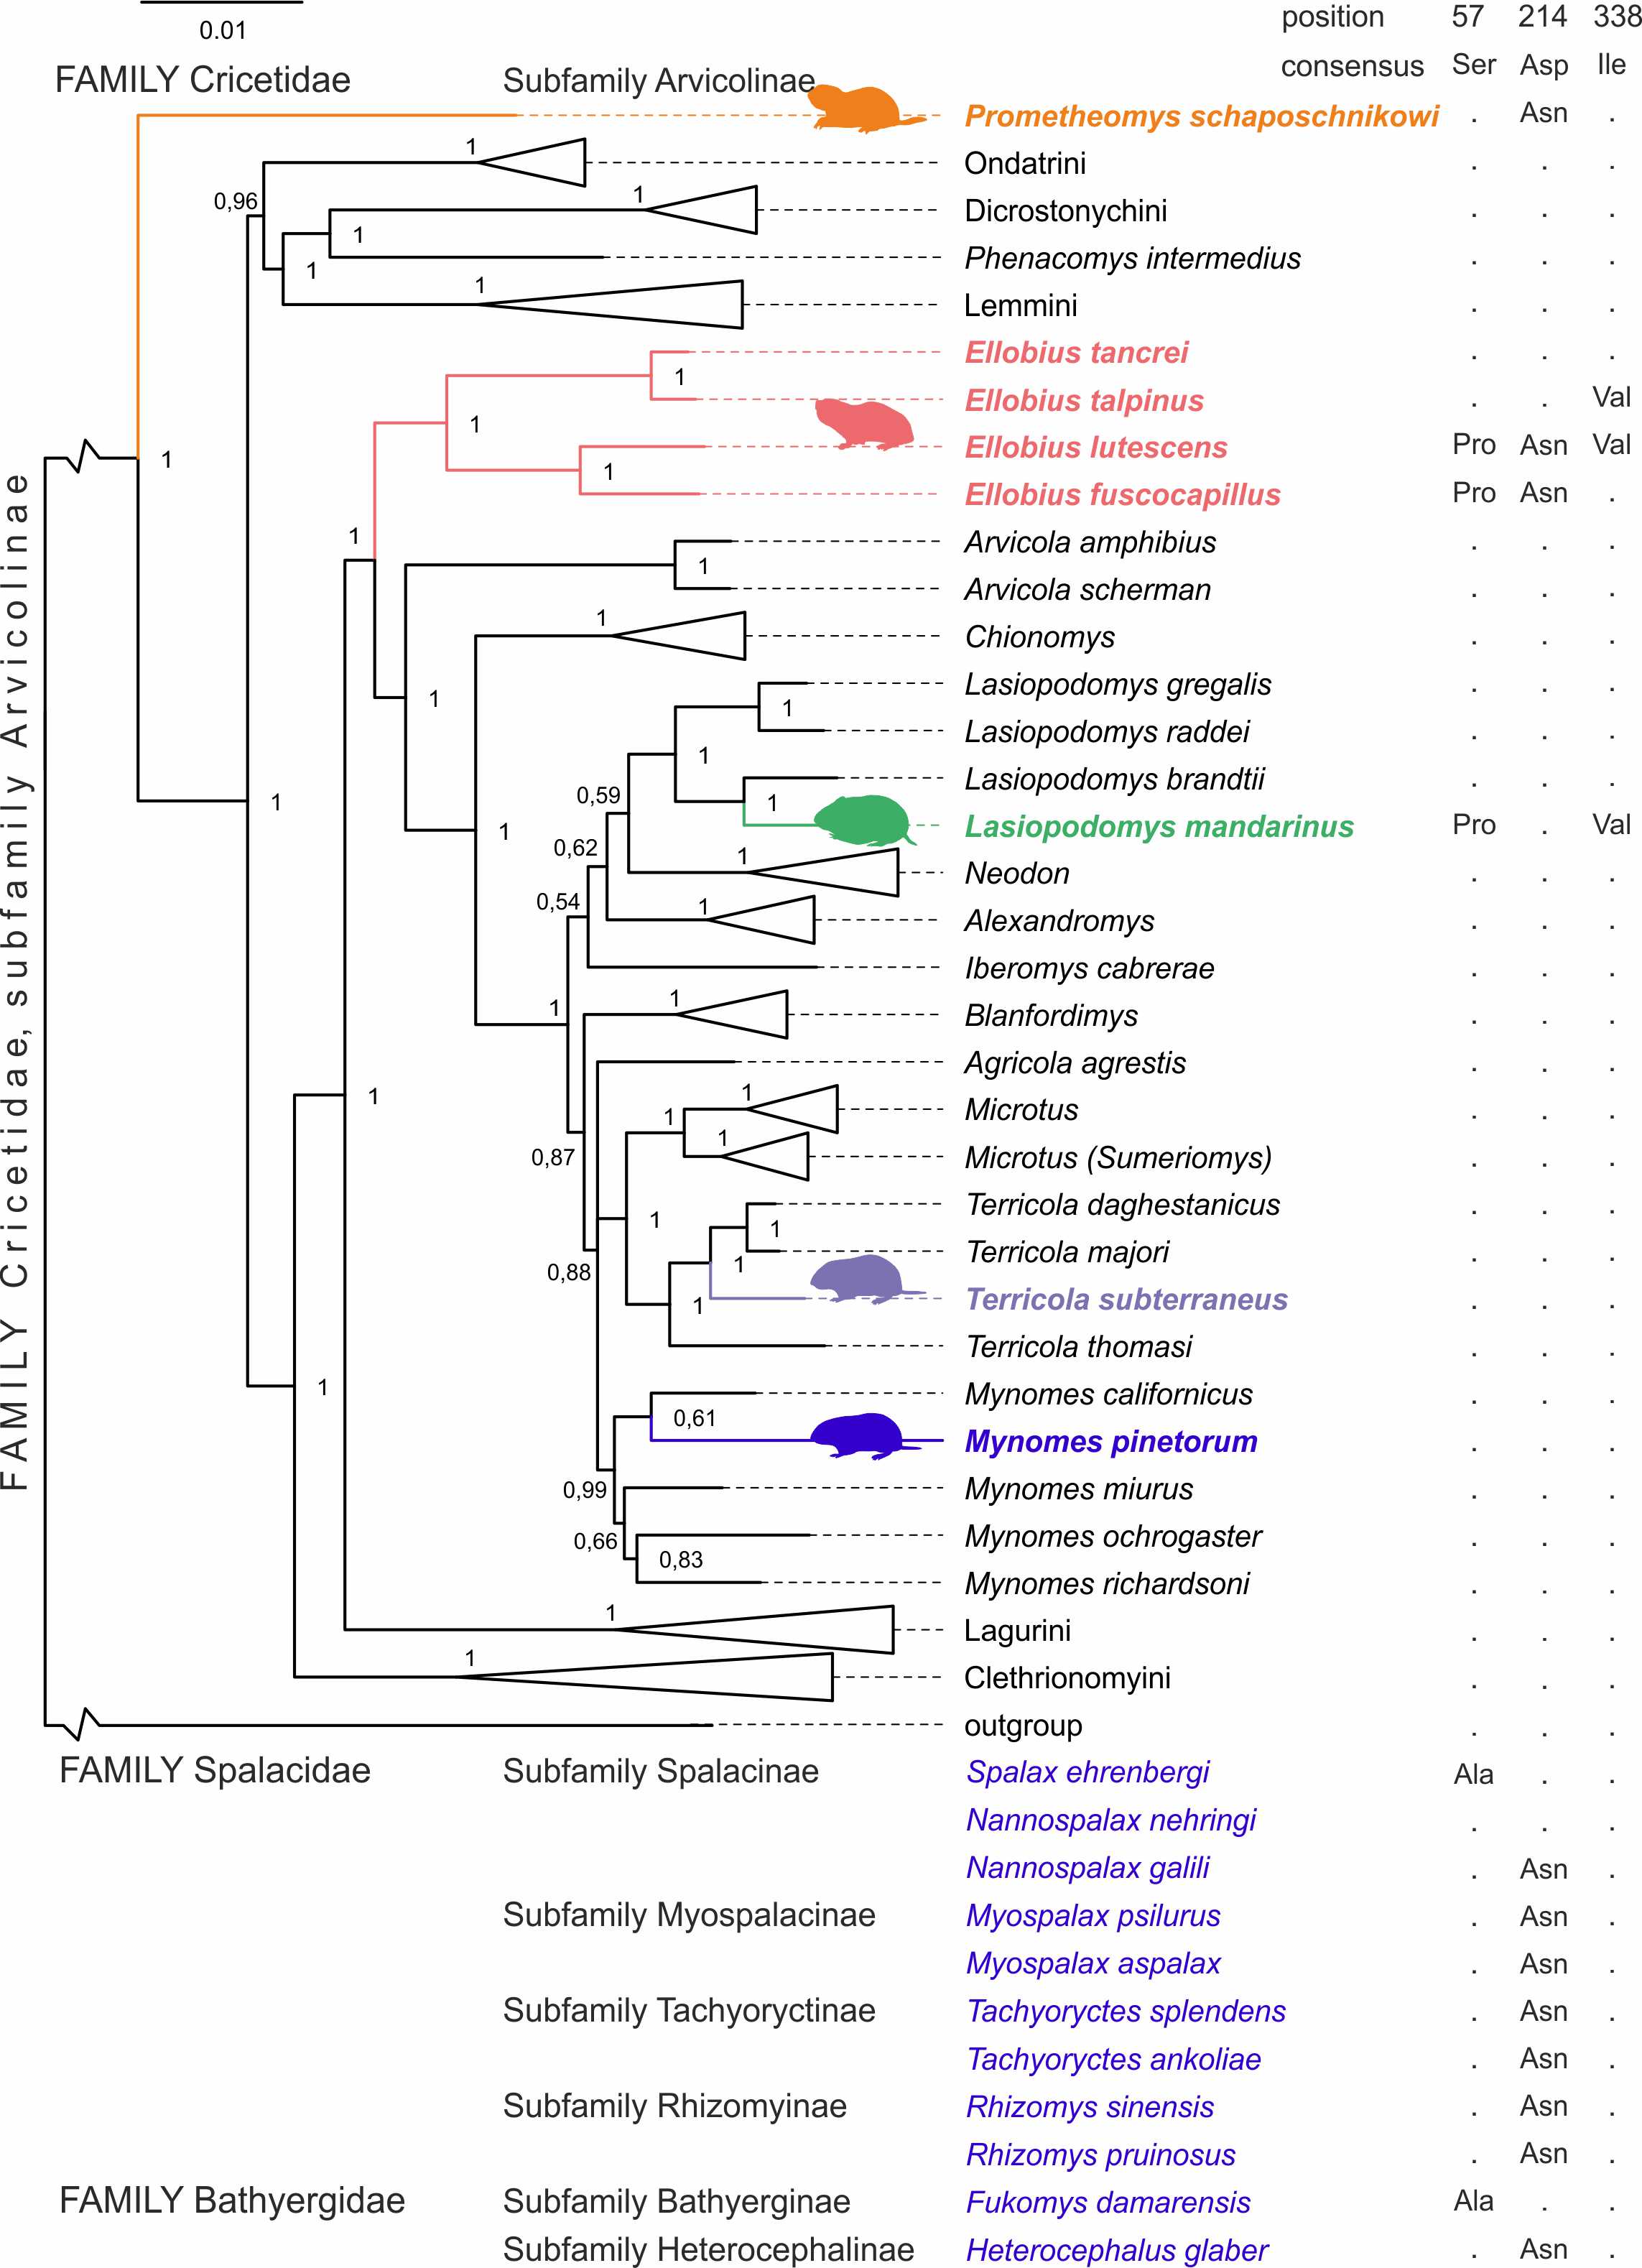 0.01
position 57 214 338
consensus Ser Asp Ile
FAMILY Cricetidae Subfamily Arvicolinae
Prometheomys schaposchnikowi . Asn .
1 Ondatrini . . .
0,96
1 Dicrostonychini . . .
1
Phenacomys intermedius . . .
1
1 Lemmini . . .
Ellobius tancrei . . .
1
Ellobius talpinus . . Val
1
Ellobius lutescens Pro Asn Val
1
1
Ellobius fuscocapillus Pro Asn .
1
Arvicola amphibius . . .
1
Arvicola scherman . . .
1 Chionomys . . .
Lasiopodomys gregalis . . .
1
1
Lasiopodomys raddei . . .
1
Lasiopodomys brandtii . . .
0,59
1
1
Lasiopodomys mandarinus Pro . Val
1
0,62
1 Neodon . . .
0,54
1 Alexandromys . . .
Iberomys cabrerae . . .
1
1 Blanfordimys . . .
Agricola agrestis . . .
1
1 Microtus . . .
1
1 Microtus (Sumeriomys) . . .
0,87
Terricola daghestanicus . . .
1
1
Terricola majori . . .
1
0,88
Terricola subterraneus . . .
1
Terricola thomasi . . .
1
Mynomes californicus . . .
0,61
Mynomes pinetorum . . .
0,99
Mynomes miurus . . .
0,66
Mynomes ochrogaster . . .
0,83
Mynomes richardsoni . . .
1 Lagurini . . .
1 Clethrionomyini . . .
outgroup . . .
FAMILY Cricetidae, subfamily Arvicolinae
FAMILY Spalacidae Subfamily Spalacinae Spalax ehrenbergi Ala . .
Nannospalax nehringi . . .
Nannospalax galili . Asn .
Subfamily Myospalacinae Myospalax psilurus . Asn .
Myospalax aspalax . Asn .
Subfamily Tachyoryctinae Tachyoryctes splendens . Asn .
Tachyoryctes ankoliae . Asn .
Subfamily Rhizomyinae Rhizomys sinensis . Asn .
Rhizomys pruinosus . Asn .
FAMILY Bathyergidae Subfamily Bathyerginae Fukomys damarensis Ala . .
Subfamily Heterocephalinae Heterocephalus glaber . Asn .